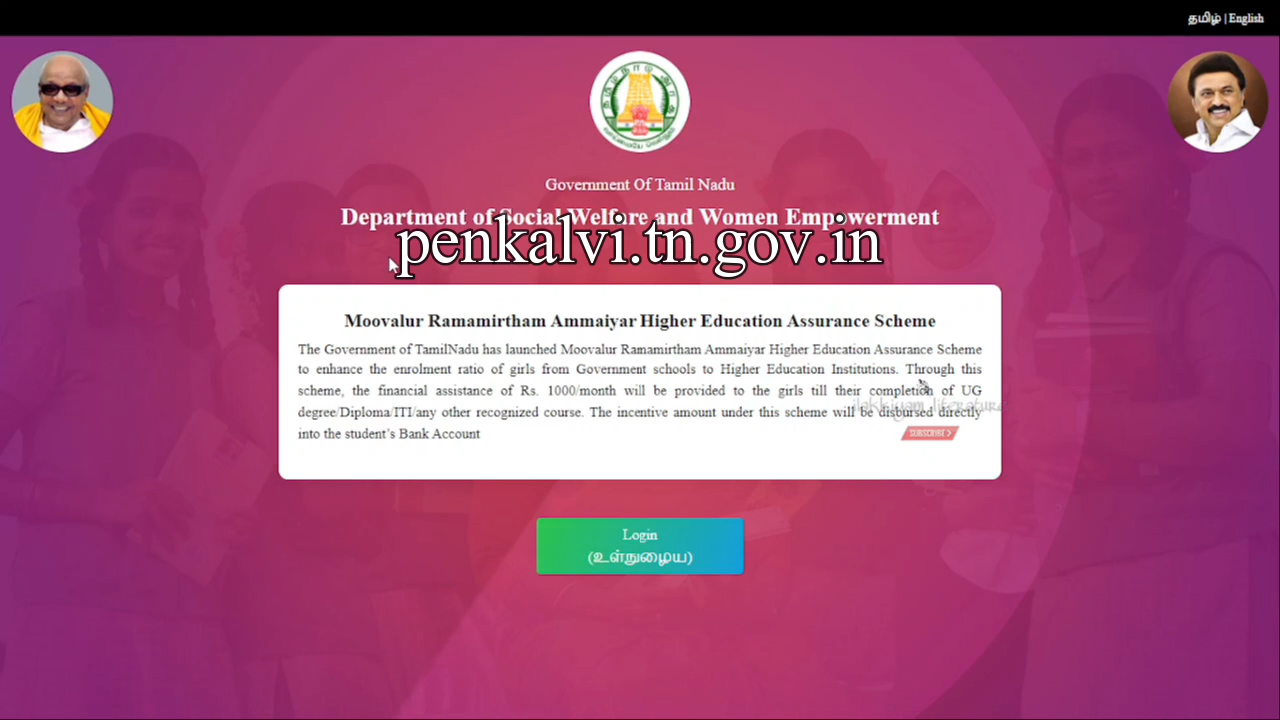 தமிழ் | English
Government Of Tamil Nadu
Department of Social Welfare and Women Empowerment
penkalvi.tn.gov.in
Moovalur Ramamirtham Ammaiyar Higher Education Assurance Scheme
The Government of TamilNadu has launched Moovalur Ramamirtham Ammaiyar Higher Education Assurance Scheme
to enhance the enrolment ratio of girls from Government schools to Higher Education Institutions. Through this
scheme, the financial assistance of Rs. 1000/month will be provided to the girls till their completion of UG
degree/Diploma/ITI/any other recognized course. The incentive amount under this scheme will be disbursed directly
into the student's Bank Account
ilakkiyam literature
SUBSCRIBE >
Login
(உள்நுழைய)